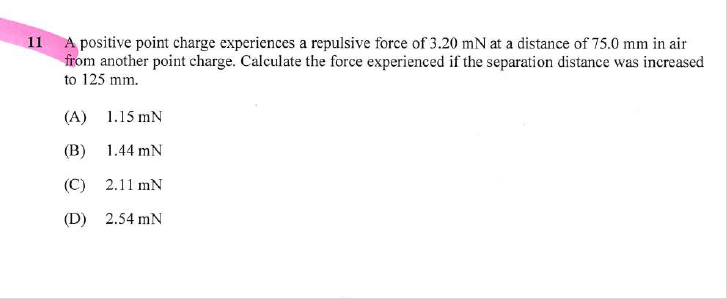 11 A positive point charge experiences a repulsive force of 3.20 mN at a distance of 75.0 mm in air
from another point charge. Calculate the force experienced if the separation distance was increased
to 125 mm.
(A) 1.15 mN
(B) 1.44 mN
(C) 2.11 mN
(D) 2.54 mN